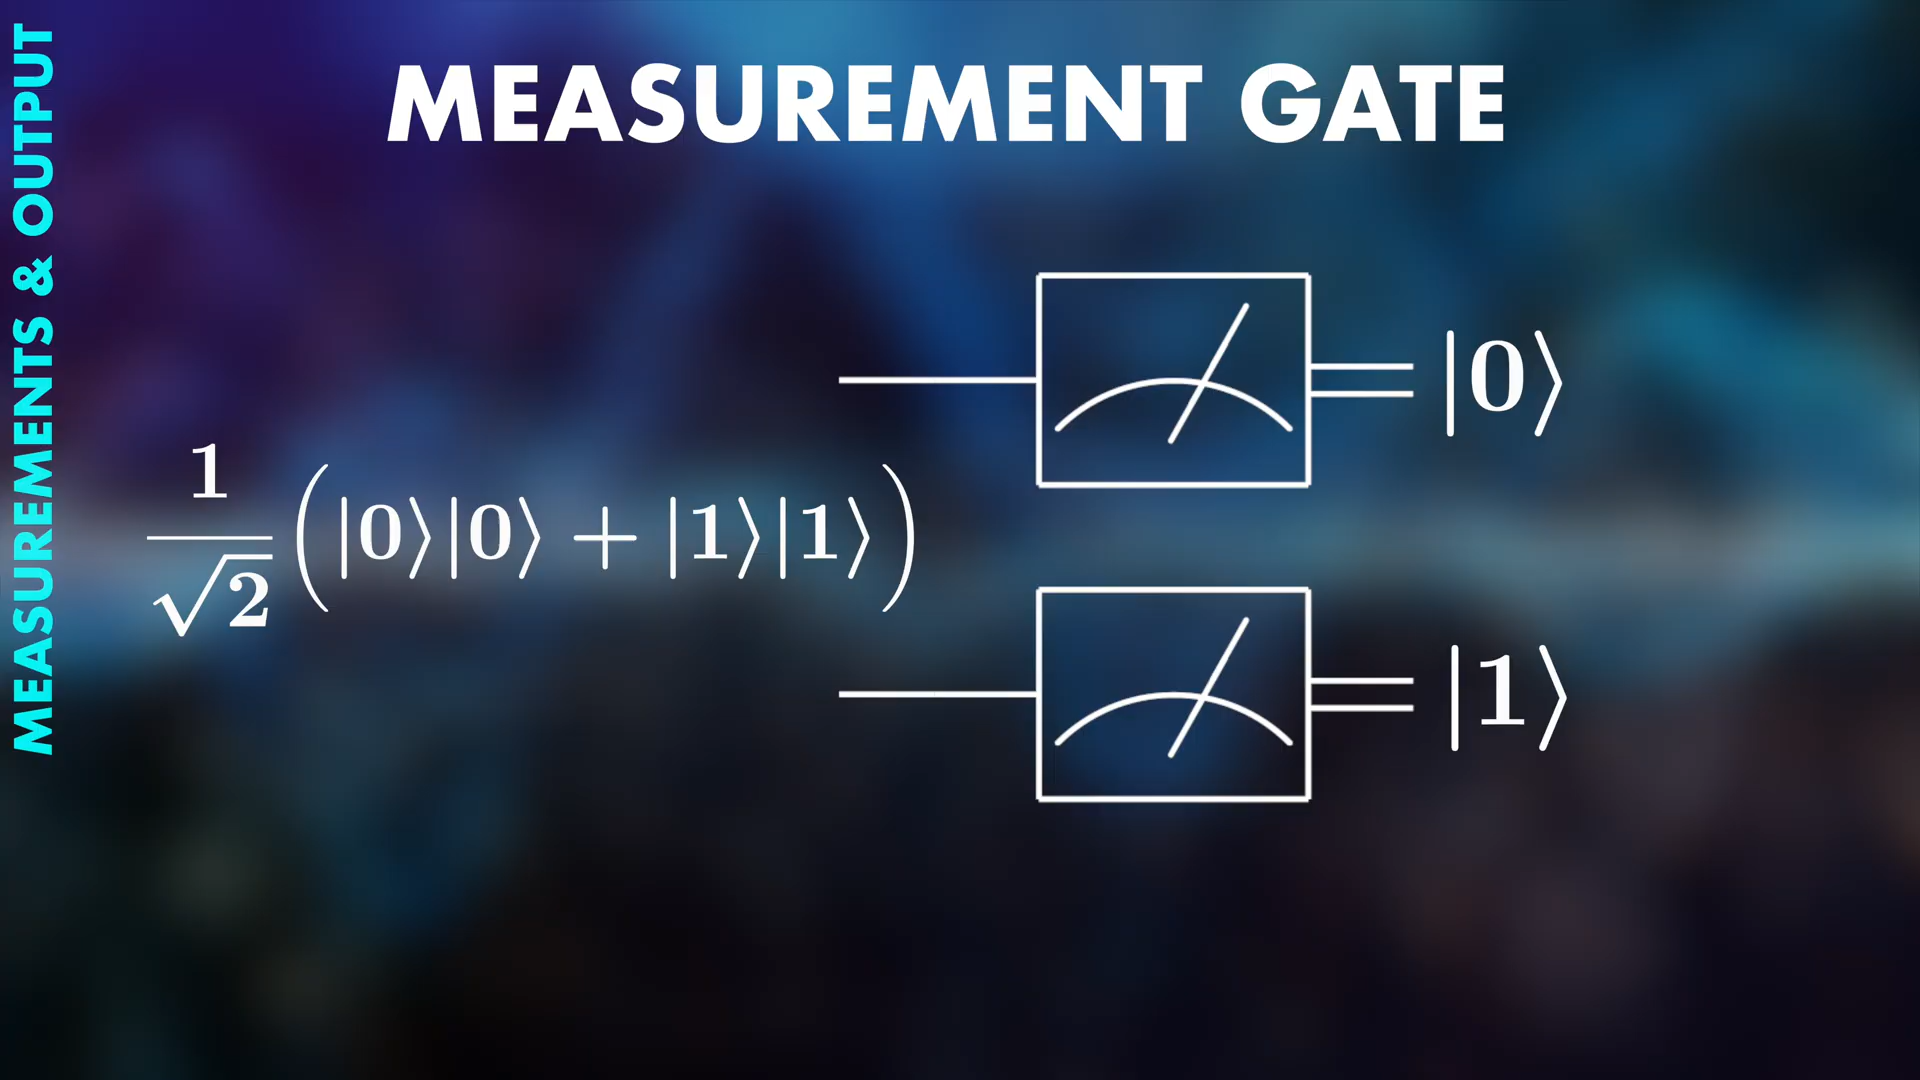 MEASUREMENTS & OUTPUT
MEASUREMENT GATE
1/√2 (|0⟩|0⟩ + |1⟩|1⟩)
|0⟩
|1⟩